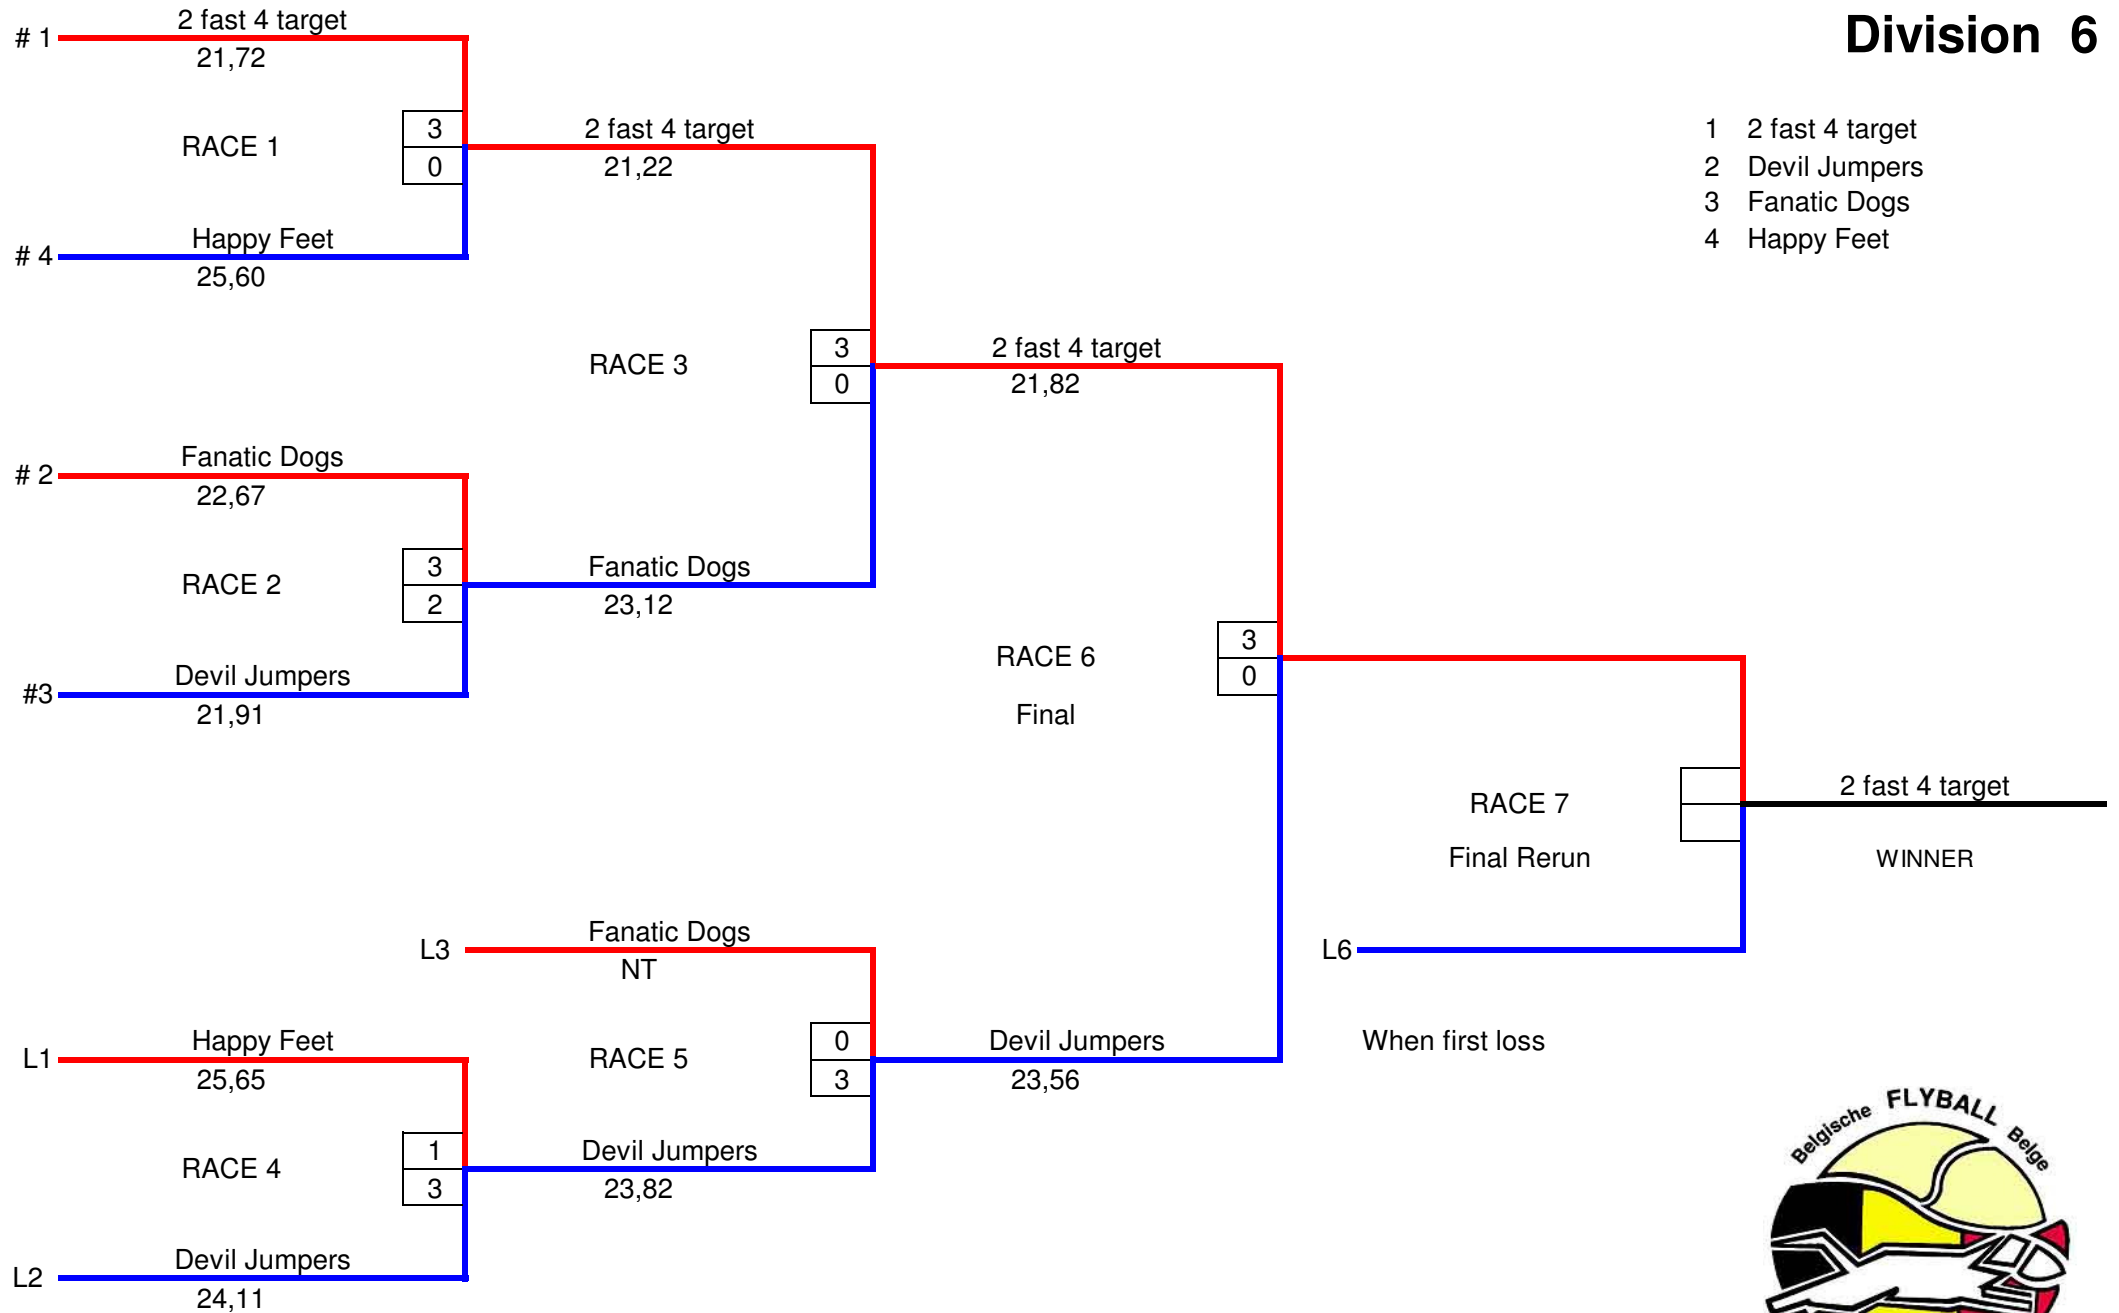 Division 6
# 1
2 fast 4 target
21,72
RACE 1
3
0
# 4
Happy Feet
25,60
2 fast 4 target
21,22
1 2 fast 4 target
2 Devil Jumpers
3 Fanatic Dogs
4 Happy Feet
RACE 3
3
0
2 fast 4 target
21,82
# 2
Fanatic Dogs
22,67
RACE 2
3
2
Fanatic Dogs
23,12
#3
Devil Jumpers
21,91
RACE 6
3
0
Final
RACE 7
Final Rerun
2 fast 4 target
WINNER
L3
Fanatic Dogs
NT
L6
When first loss
RACE 5
0
3
Devil Jumpers
23,56
L1
Happy Feet
25,65
RACE 4
1
3
Devil Jumpers
23,82
L2
Devil Jumpers
24,11
Belgische FLYBALL Belge